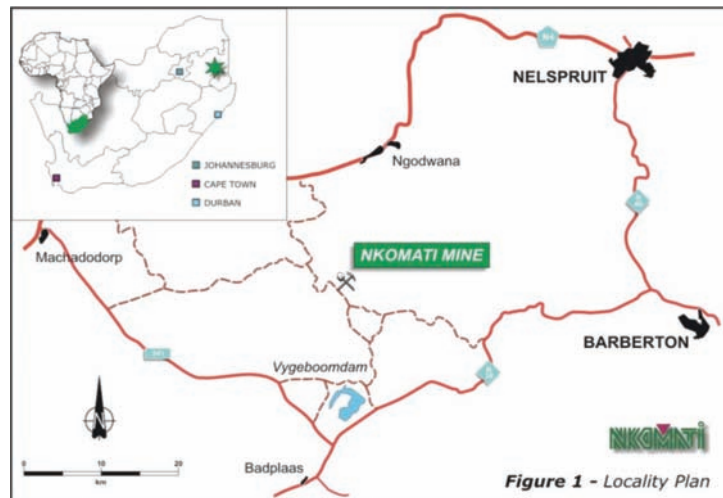 JOHANNESBURG
CAPE TOWN
DURBAN
N4
NELSPRUIT
Ngodwana
Machadodorp
NKOMATI MINE
BARBERTON
Vygeboomdam
Badplaas
N
0
10
20
km
NKOMATI
Figure 1 - Locality Plan